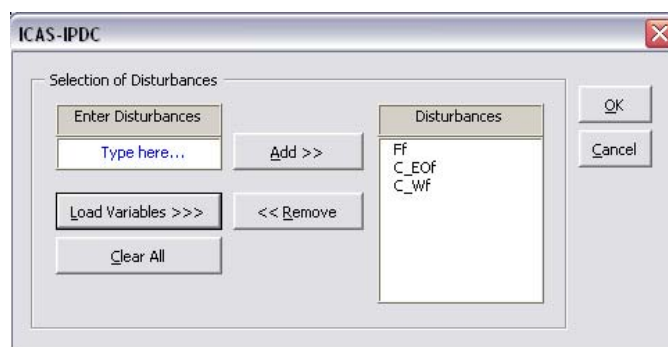 ICAS-IPDC
Selection of Disturbances
Enter Disturbances
Type here...
Add >>
Load Variables >>>
<< Remove
Clear All
Disturbances
Ff
C_EOf
C_Wf
OK
Cancel